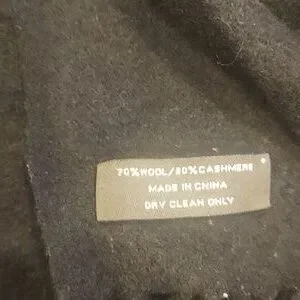 70%WOOL/30%CASHMERE
MADE IN CHINA
DRY CLEAN ONLY